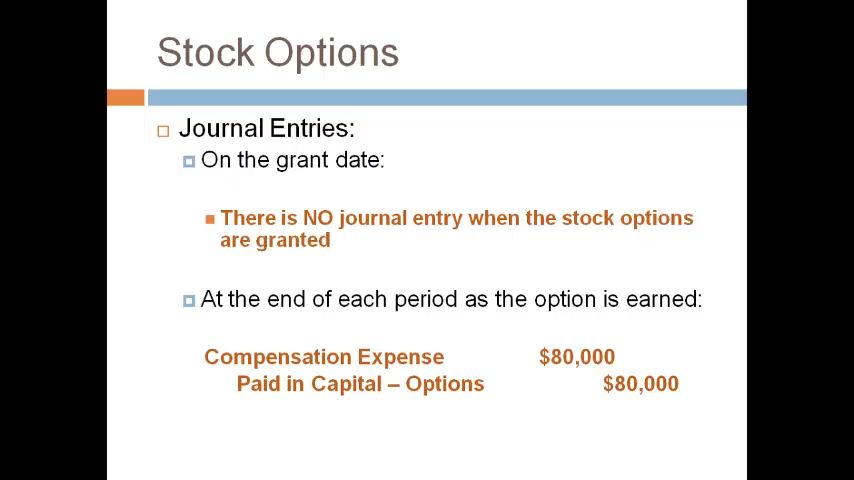 Stock Options
Journal Entries:
On the grant date:
There is NO journal entry when the stock options
are granted
At the end of each period as the option is earned:
Compensation Expense $80,000
Paid in Capital – Options $80,000